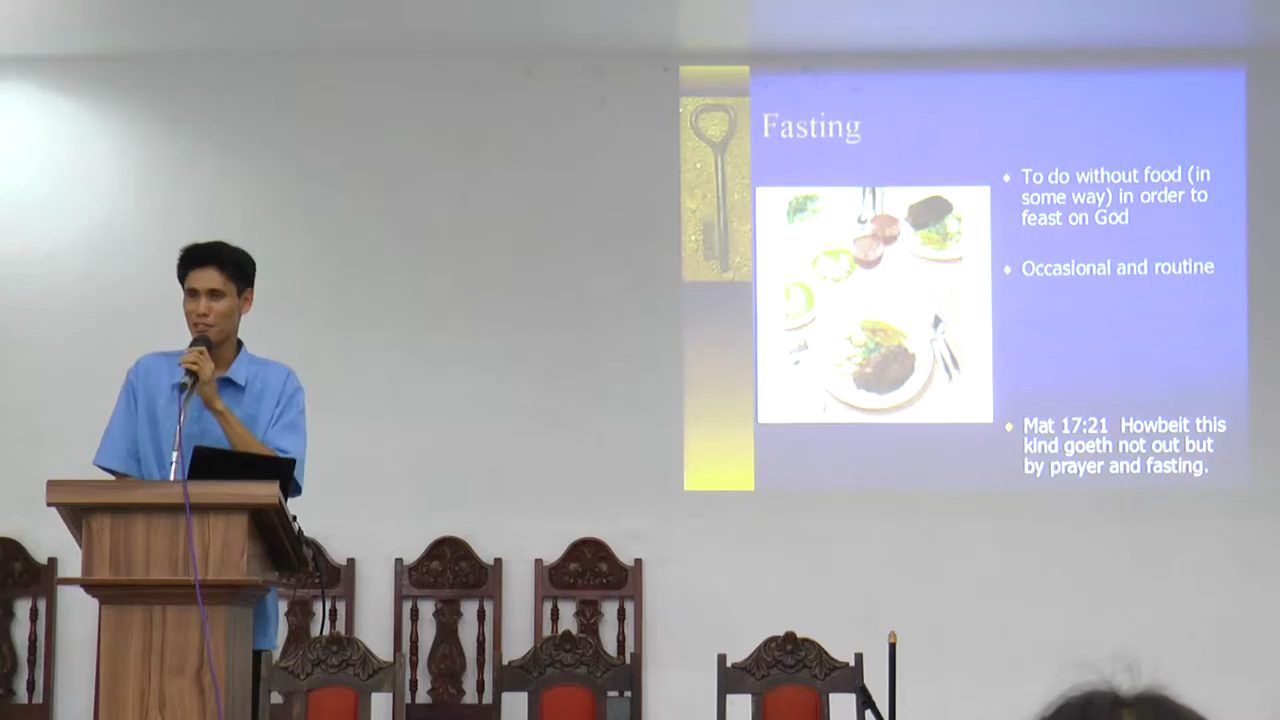 Fasting
To do without food (in
some way) in order to
feast on God
Occasional and routine
Mat 17:21 Howbeit this
kind goeth not out but
by prayer and fasting.